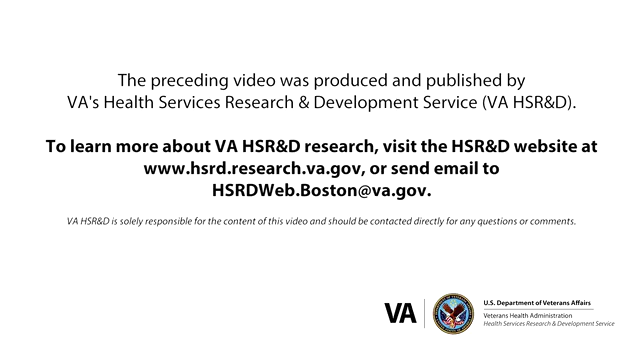 The preceding video was produced and published by
VA's Health Services Research & Development Service (VA HSR&D).
To learn more about VA HSR&D research, visit the HSR&D website at
www.hsrd.research.va.gov, or send email to
HSRDWeb.Boston@va.gov.
VA HSR&D is solely responsible for the content of this video and should be contacted directly for any questions or comments.
VA
U.S. Department of Veterans Affairs
Veterans Health Administration
Health Services Research & Development Service